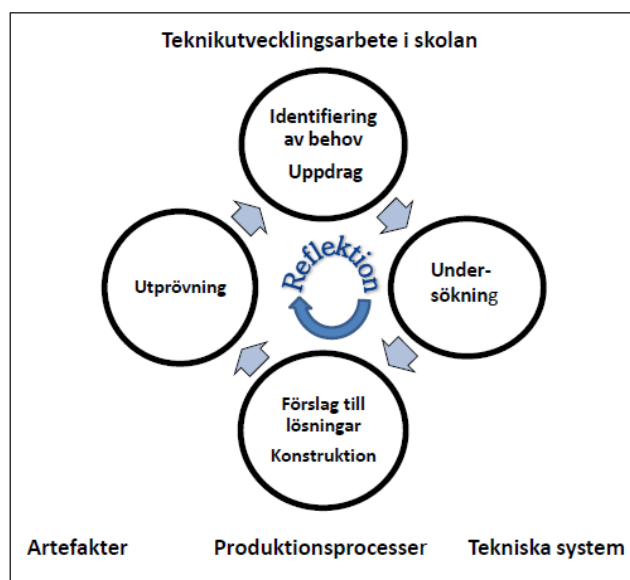 Teknikutvecklingsarbete i skolan
Identifiering
av behov
Uppdrag
Reflektion
Utprövning
Under-
sökning
Förslag till
lösningar
Konstruktion
Artefakter
Produktionsprocesser
Tekniska system